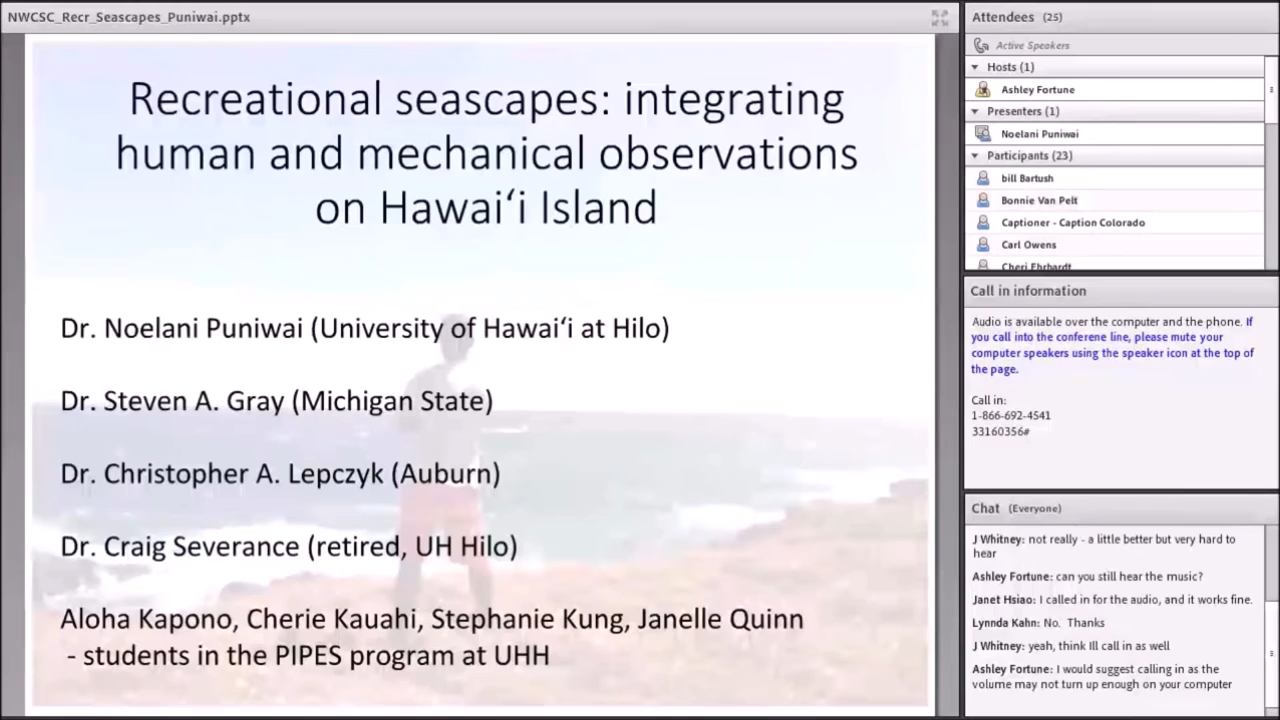 NWCSC_Recr_Seascapes_Puniwai.pptx
Recreational seascapes: integrating
human and mechanical observations
on Hawaiʻi Island
Dr. Noelani Puniwai (University of Hawaiʻi at Hilo)
Dr. Steven A. Gray (Michigan State)
Dr. Christopher A. Lepczyk (Auburn)
Dr. Craig Severance (retired, UH Hilo)
Aloha Kapono, Cherie Kauahi, Stephanie Kung, Janelle Quinn
- students in the PIPES program at UHH
Attendees (25)
Active Speakers
Hosts (1)
Ashley Fortune
Presenters (1)
Noelani Puniwai
Participants (23)
bill Bartush
Bonnie Van Pelt
Captioner - Caption Colorado
Carl Owens
Cheri Ehrhardt
Call in information
Audio is available over the computer and the phone. If
you call into the conferene line, please mute your
computer speakers using the speaker icon at the top of
the page.
Call in:
1-866-692-4541
33160356#
Chat (Everyone)
J Whitney: not really - a little better but very hard to
hear
Ashley Fortune: can you still hear the music?
Janet Hsiao: I called in for the audio, and it works fine.
Lynnda Kahn: No. Thanks
J Whitney: yeah, think Ill call in as well
Ashley Fortune: I would suggest calling in as the
volume may not turn up enough on your computer